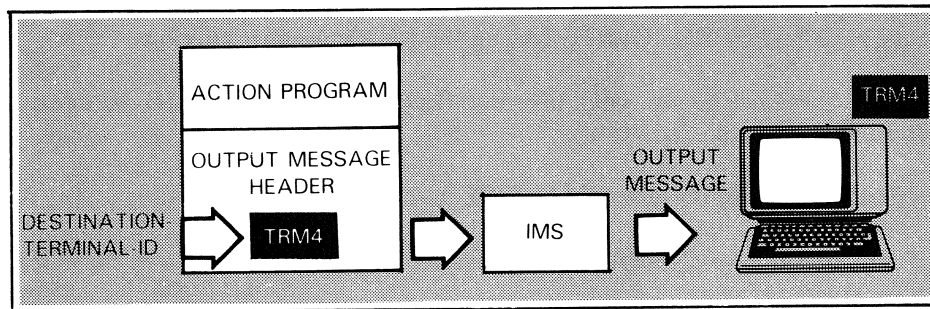 ACTION PROGRAM
OUTPUT MESSAGE
HEADER
DESTINATION-
TERMINAL-ID
TRM4
IMS
OUTPUT
MESSAGE
TRM4